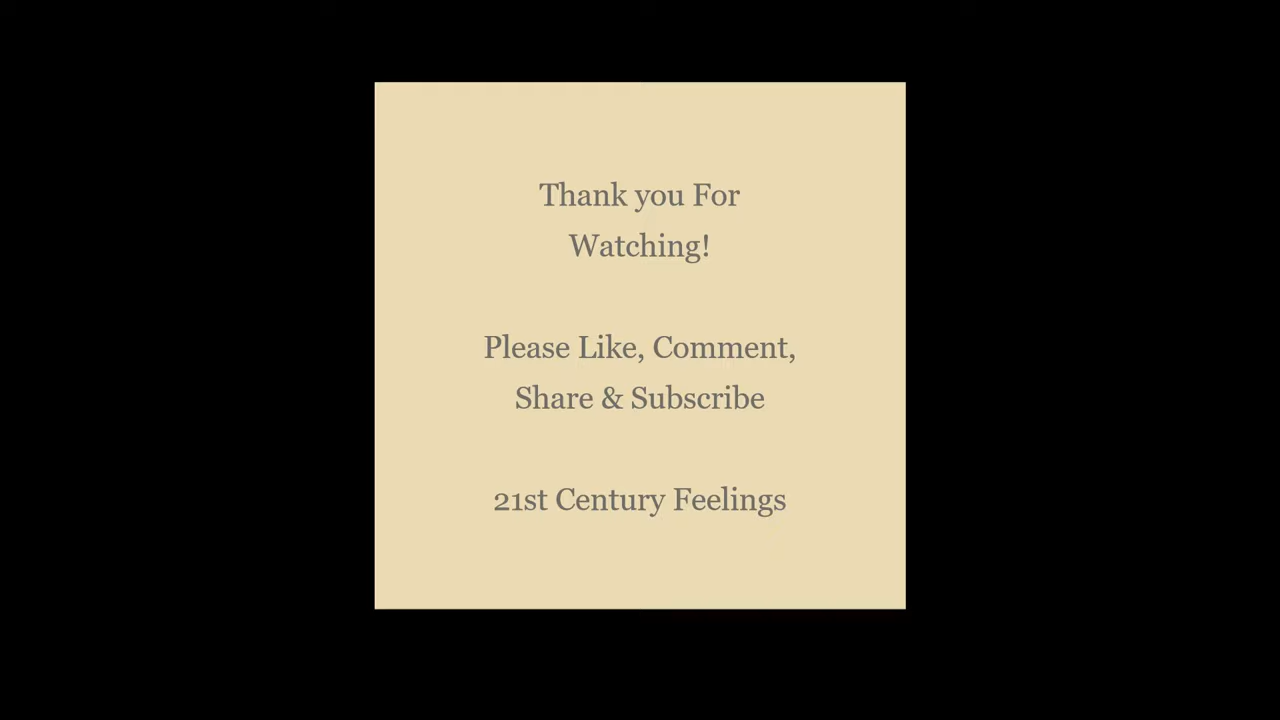 Thank you For
Watching!
Please Like, Comment,
Share & Subscribe
21st Century Feelings